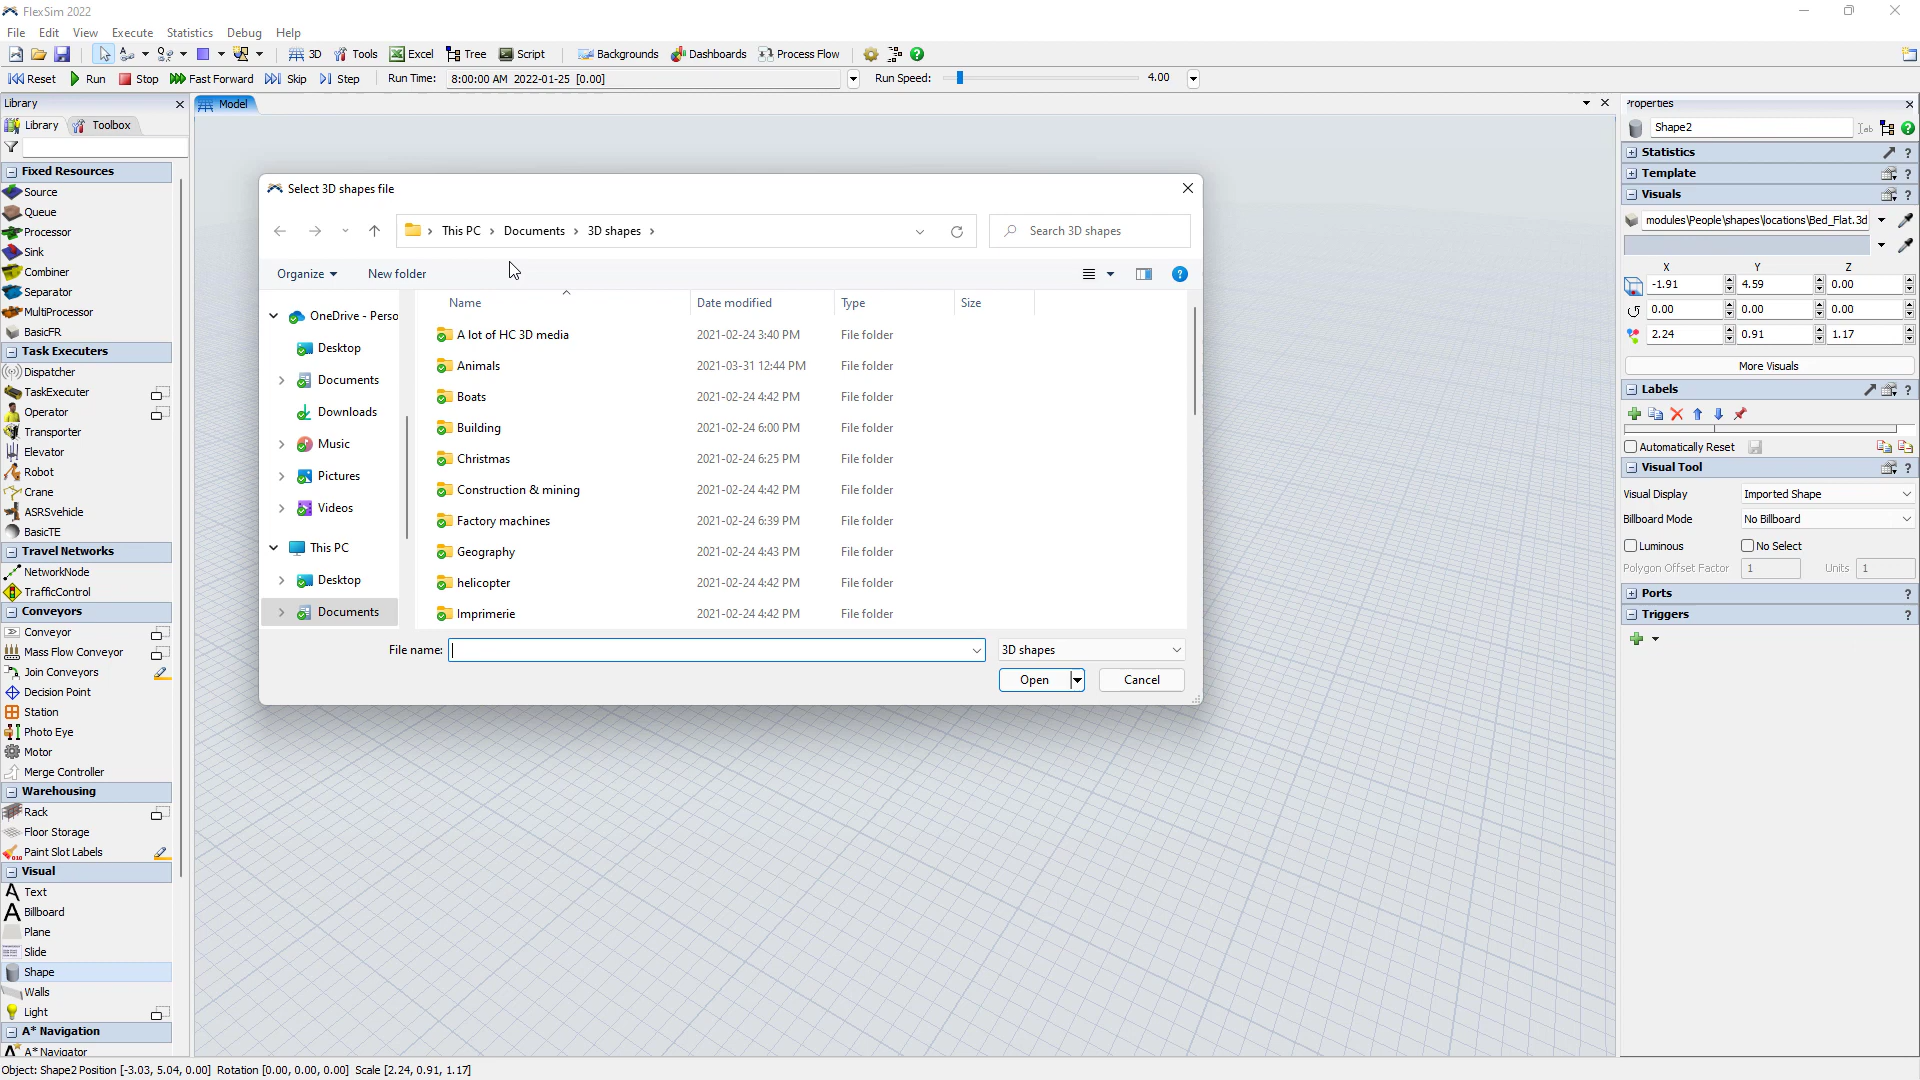 FlexSim 2022
File Edit View Execute Statistics Debug Help
3D Tools Excel Tree Script Backgrounds Dashboards Process Flow
Reset Run Stop Fast Forward Skip Step Run Time: 8:00:00 AM 2022-01-25 [0.00] Run Speed: 4.00
Library
Library Toolbox
Fixed Resources
Source
Queue
Processor
Sink
Combiner
Separator
MultiProcessor
BasicFR
Task Executers
Dispatcher
TaskExecuter
Operator
Transporter
Elevator
Robot
Crane
ASRSvehicle
BasicTE
Travel Networks
NetworkNode
TrafficControl
Conveyors
Conveyor
Mass Flow Conveyor
Join Conveyors
Decision Point
Station
Photo Eye
Motor
Merge Controller
Warehousing
Rack
Floor Storage
Paint Slot Labels
Visual
Text
Billboard
Plane
Slide
Shape
Walls
Light
A* Navigation
A* Navigator
Model
Select 3D shapes file
This PC Documents 3D shapes
Search 3D shapes
Organize New folder
OneDrive - Perso
Desktop
Documents
Downloads
Music
Pictures
Videos
This PC
Desktop
Documents
Name Date modified Type Size
A lot of HC 3D media 2021-02-24 3:40 PM File folder
Animals 2021-03-31 12:44 PM File folder
Boats 2021-02-24 4:42 PM File folder
Building 2021-02-24 6:00 PM File folder
Christmas 2021-02-24 6:25 PM File folder
Construction & mining 2021-02-24 4:42 PM File folder
Factory machines 2021-02-24 6:39 PM File folder
Geography 2021-02-24 4:43 PM File folder
helicopter 2021-02-24 4:42 PM File folder
Imprimerie 2021-02-24 4:42 PM File folder
File name: 3D shapes
Open Cancel
Properties
Shape2
Statistics
Template
Visuals
modules\People\shapes\locations\Bed_Flat.3d
X Y Z
-1.91 4.59 0.00
0.00 0.00 0.00
2.24 0.91 1.17
More Visuals
Labels
Automatically Reset
Visual Tool
Visual Display Imported Shape
Billboard Mode No Billboard
Luminous No Select
Polygon Offset Factor 1 Units 1
Ports
Triggers
Object: Shape2 Position [-3.03, 5.04, 0.00] Rotation [0.00, 0.00, 0.00] Scale [2.24, 0.91, 1.17]